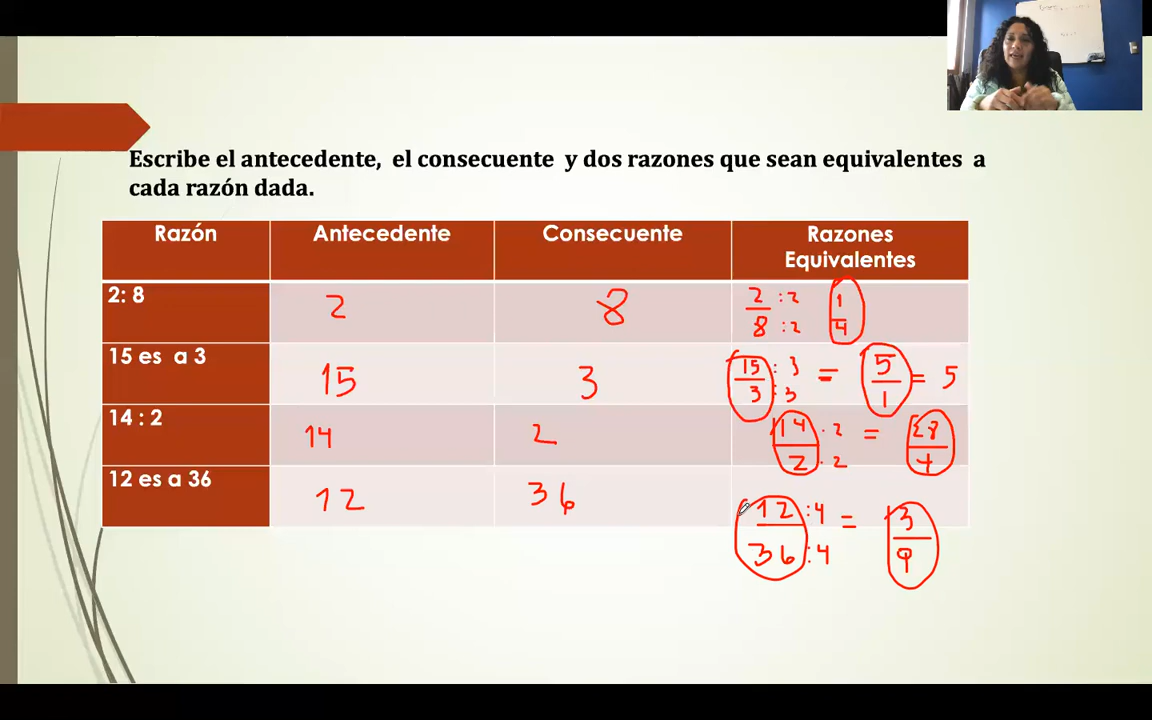 Escribe el antecedente, el consecuente y dos razones que sean equivalentes a
cada razón dada.
Razón Antecedente Consecuente Razones
Equivalentes
2: 8 2 8 2/8 :2 :2 1/4
15 es a 3 15 3 15/3 : 3 : 3 = 5/1 = 5
14 : 2 14 2 14/2 · 2 · 2 = 28/4
12 es a 36 12 36 12/36 :4 :4 = 3/9